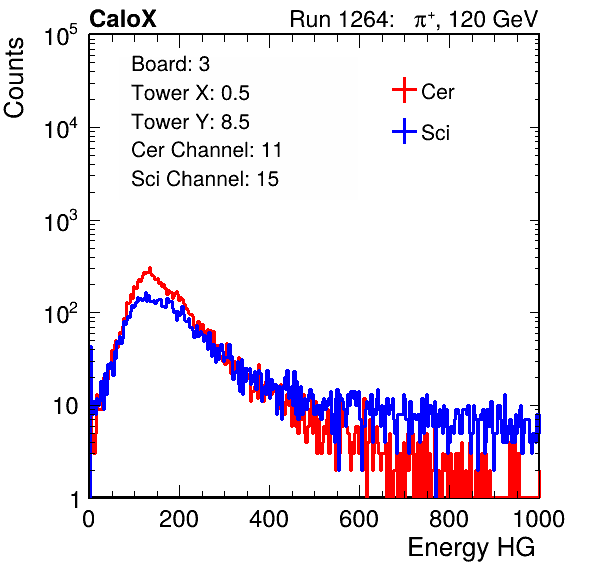 CaloX Run 1264: π⁺, 120 GeV
Counts
10⁵
10⁴
10³
10²
10
1
Board: 3
Tower X: 0.5
Tower Y: 8.5
Cer Channel: 11
Sci Channel: 15
Cer
Sci
0 200 400 600 800 1000
Energy HG